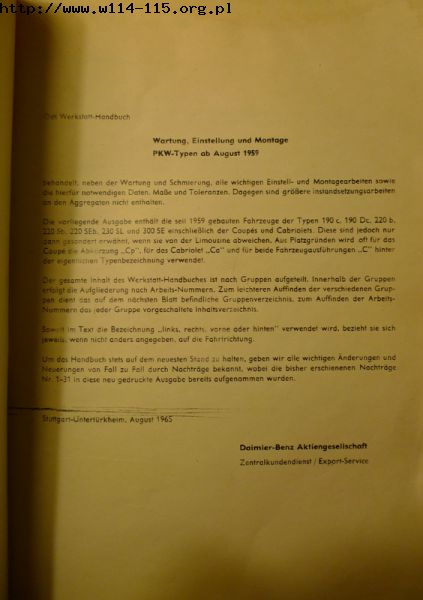 http://www.w114-115.org.pl
Das Werkstatt-Handbuch
Wartung, Einstellung und Montage
PKW-Typen ab August 1959
behandelt, neben der Wartung und Schmierung, alle wichtigen Einstell- und Montagearbeiten sowie
die hierfür notwendigen Daten, Maße und Toleranzen. Dagegen sind größere Instandsetzungsarbeiten
an den Aggregaten nicht enthalten.
Die vorliegende Ausgabe enthält die seit 1959 gebauten Fahrzeuge der Typen 190 c, 190 Dc, 220 b,
220 Sb, 220 SEb, 230 SL und 300 SE einschließlich der Coupés und Cabriolets. Diese sind jedoch nur
dann gesondert erwähnt, wenn sie von der Limousine abweichen. Aus Platzgründen wird oft für das
Coupé die Abkürzung „Cp", für das Cabriolet „Ca" und für beide Fahrzeugausführungen „C" hinter
der eigentlichen Typenbezeichnung verwendet.
Der gesamte Inhalt des Werkstatt-Handbuches ist nach Gruppen aufgeteilt. Innerhalb der Gruppen
erfolgt die Aufgliederung nach Arbeits-Nummern. Zum leichteren Auffinden der verschiedenen Grup-
pen dient das auf dem nächsten Blatt befindliche Gruppenverzeichnis, zum Auffinden der Arbeits-
Nummern das jeder Gruppe vorgeschaltete Inhaltsverzeichnis.
Soweit im Text die Bezeichnung „links, rechts, vorne oder hinten" verwendet wird, bezieht sie sich
jeweils, wenn nicht anders angegeben, auf die Fahrtrichtung.
Um das Handbuch stets auf dem neuesten Stand zu halten, geben wir alle wichtigen Änderungen und
Neuerungen von Fall zu Fall durch Nachträge bekannt, wobei die bisher erschienenen Nachträge
Nr. 1-31 in diese neu gedruckte Ausgabe bereits aufgenommen wurden.
Stuttgart-Untertürkheim, August 1965
Daimler-Benz Aktiengesellschaft
Zentralkundendienst / Export-Service